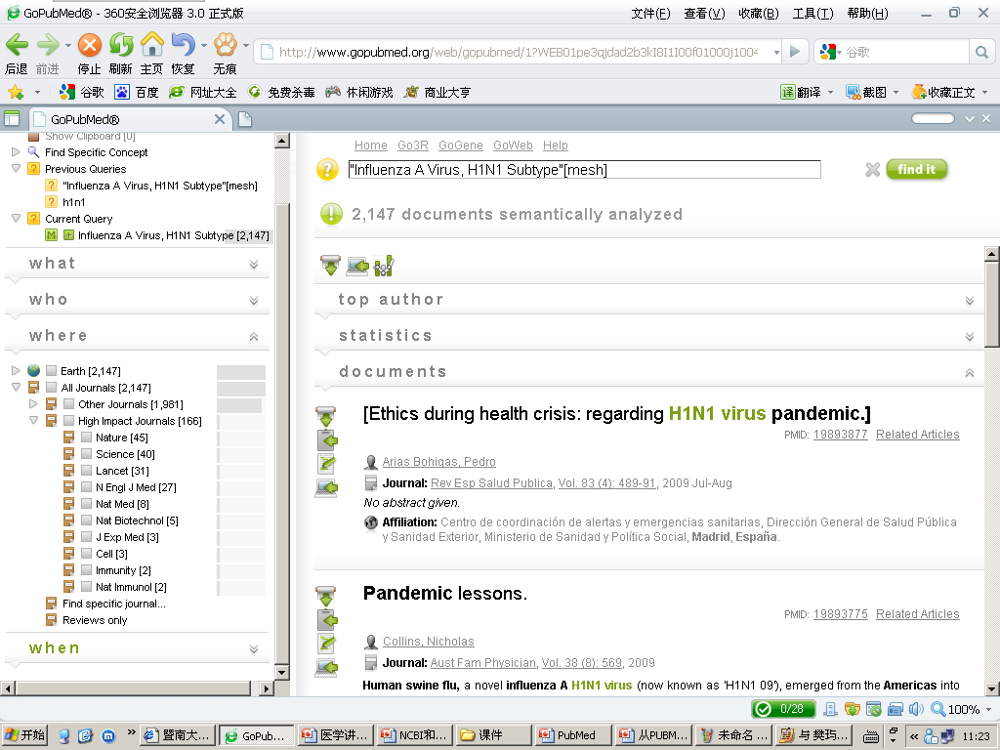 GoPubMed® - 360安全浏览器 3.0 正式版
文件(F) 查看(V) 收藏(B) 工具(T) 帮助(H)
http://www.gopubmed.org/web/gopubmed/1?WEB01pe3qjdad2b3kI8I1I00f01000j1004
谷歌
后退 前进 停止 刷新 主页 恢复 无痕
谷歌 百度 网址大全 免费杀毒 休闲游戏 商业大亨 翻译 截图 收藏正文
GoPubMed®
Show Clipboard [0]
Find Specific Concept
Previous Queries
"Influenza A Virus, H1N1 Subtype"[mesh]
h1n1
Current Query
Influenza A Virus, H1N1 Subtype [2,147]
what
who
where
Earth [2,147]
All Journals [2,147]
Other Journals [1,981]
High Impact Journals [166]
Nature [45]
Science [40]
Lancet [31]
N Engl J Med [27]
Nat Med [8]
Nat Biotechnol [5]
J Exp Med [3]
Cell [3]
Immunity [2]
Nat Immunol [2]
Find specific journal...
Reviews only
when
Home Go3R GoGene GoWeb Help
"Influenza A Virus, H1N1 Subtype"[mesh]
find it
2,147 documents semantically analyzed
top author
statistics
documents
[Ethics during health crisis: regarding H1N1 virus pandemic.]
PMID: 19893877 Related Articles
Arias Bohigas, Pedro
Journal: Rev Esp Salud Publica, Vol. 83 (4): 489-91, 2009 Jul-Aug
No abstract given.
Affiliation: Centro de coordinación de alertas y emergencias sanitarias, Dirección General de Salud Pública
y Sanidad Exterior, Ministerio de Sanidad y Política Social, Madrid, España.
Pandemic lessons.
PMID: 19893775 Related Articles
Collins, Nicholas
Journal: Aust Fam Physician, Vol. 38 (8): 569, 2009
Human swine flu, a novel influenza A H1N1 virus (now known as 'H1N1 09'), emerged from the Americas into
0/28
100%
开始
暨南大...
GoPub...
医学讲...
NCBI和...
课件
PubMed
从PUBM...
未命名 ...
与 樊玛...
11:23